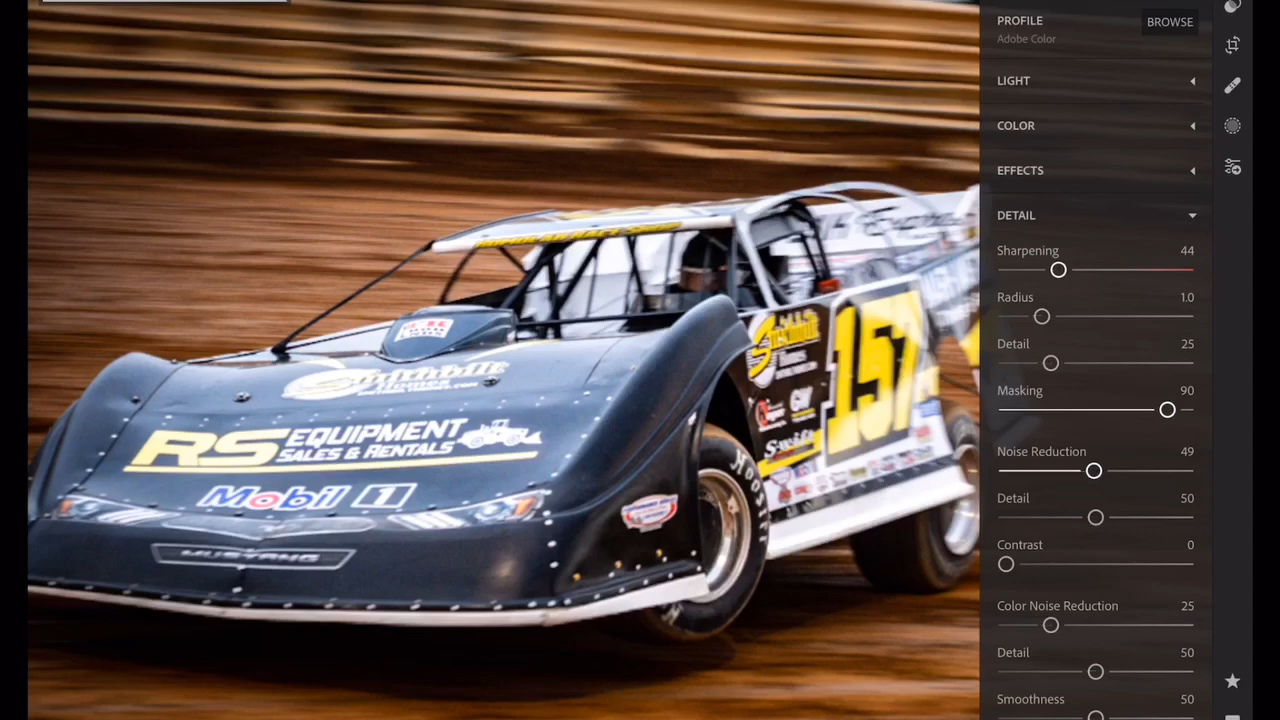 PROFILE
BROWSE
Adobe Color
LIGHT
COLOR
EFFECTS
DETAIL
Sharpening 44
Radius 1.0
Detail 25
Masking 90
Noise Reduction 49
Detail 50
Contrast 0
Color Noise Reduction 25
Detail 50
Smoothness 50
157
Homes
RS EQUIPMENT
SALES & RENTALS
Mobil 1
HOOSIER
MUSTANG